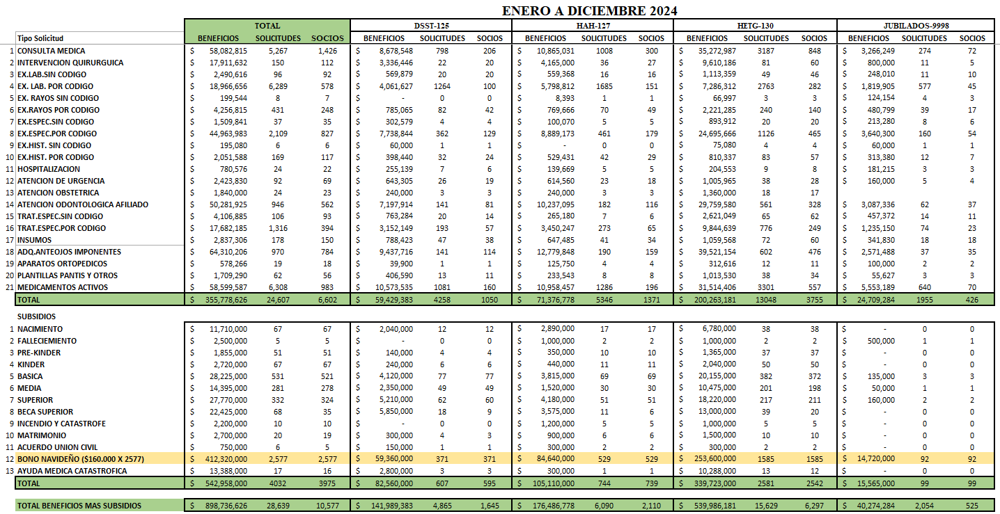 ENERO A DICIEMBRE 2024
TOTAL DSST-125 HAH-127 HETG-130 JUBILADOS-9998
Tipo Solicitud BENEFICIOS SOLICITUDES SOCIOS BENEFICIOS SOLICITUDES SOCIOS BENEFICIOS SOLICITUDES SOCIOS BENEFICIOS SOLICITUDES SOCIOS BENEFICIOS SOLICITUDES SOCIOS
1 CONSULTA MEDICA $ 58,082,815 5,267 1,426 $ 8,678,548 798 206 $ 10,865,031 1008 300 $ 35,272,987 3187 848 $ 3,266,249 274 72
2 INTERVENCION QUIRURGUICA $ 17,911,632 150 112 $ 3,336,446 22 20 $ 4,165,000 36 27 $ 9,610,186 81 60 $ 800,000 11 5
3 EX.LAB.SIN CODIGO $ 2,490,616 96 92 $ 569,879 20 20 $ 559,368 16 16 $ 1,113,359 49 46 $ 248,010 11 10
4 EX. LAB. POR CODIGO $ 18,966,656 6,289 578 $ 4,061,627 1264 100 $ 5,798,812 1685 151 $ 7,286,312 2763 282 $ 1,819,905 577 45
5 EX. RAYOS SIN CODIGO $ 199,544 8 7 $ - 0 0 $ 8,393 1 1 $ 66,997 3 3 $ 124,154 4 3
6 EX.RAYOS POR CODIGO $ 4,256,815 431 248 $ 785,065 82 42 $ 769,666 70 49 $ 2,221,285 240 140 $ 480,799 39 17
7 EX.ESPEC.SIN CODIGO $ 1,509,841 37 35 $ 302,579 4 4 $ 100,070 5 5 $ 893,912 20 20 $ 213,280 8 6
8 EX.ESPEC.POR CODIGO $ 44,963,983 2,109 827 $ 7,738,844 362 129 $ 8,889,173 461 179 $ 24,695,666 1126 465 $ 3,640,300 160 54
9 EX.HIST. SIN CODIGO $ 195,080 6 6 $ 60,000 1 1 $ - 0 0 $ 75,080 4 4 $ 60,000 1 1
10 EX.HIST. POR CODIGO $ 2,051,588 169 117 $ 398,440 32 24 $ 529,431 42 29 $ 810,337 83 57 $ 313,380 12 7
11 HOSPITALIZACION $ 780,576 24 22 $ 255,139 7 6 $ 139,669 5 5 $ 204,553 9 8 $ 181,215 3 3
12 ATENCION DE URGENCIA $ 2,423,830 92 69 $ 643,305 26 19 $ 614,560 23 18 $ 1,005,965 38 28 $ 160,000 5 4
13 ATENCION OBSTETRICA $ 1,840,000 24 23 $ 240,000 3 3 $ 240,000 3 3 $ 1,360,000 18 17
14 ATENCION ODONTOLOGICA AFILIADO $ 50,281,925 946 562 $ 7,197,914 141 81 $ 10,237,095 182 116 $ 29,759,580 561 328 $ 3,087,336 62 37
15 TRAT.ESPEC.SIN CODIGO $ 4,106,885 106 93 $ 763,284 20 14 $ 265,180 7 6 $ 2,621,049 65 62 $ 457,372 14 11
16 TRAT.ESPEC.POR CODIGO $ 17,682,185 1,316 394 $ 3,152,149 193 57 $ 3,450,247 273 65 $ 9,844,639 776 249 $ 1,235,150 74 23
17 INSUMOS $ 2,837,306 178 150 $ 788,423 47 38 $ 647,485 41 34 $ 1,059,568 72 60 $ 341,830 18 18
18 ADQ.ANTEOJOS IMPONENTES $ 64,310,206 970 784 $ 9,437,716 141 114 $ 12,779,848 190 159 $ 39,521,154 602 476 $ 2,571,488 37 35
19 APARATOS ORTOPEDICOS $ 578,266 19 18 $ 39,900 1 1 $ 125,750 4 4 $ 312,616 12 11 $ 100,000 2 2
20 PLANTILLAS PANTIS Y OTROS $ 1,709,290 62 56 $ 406,590 13 11 $ 233,543 8 8 $ 1,013,530 38 34 $ 55,627 3 3
21 MEDICAMENTOS ACTIVOS $ 58,599,587 6,308 983 $ 10,573,535 1081 160 $ 10,958,457 1286 196 $ 31,514,406 3301 557 $ 5,553,189 640 70
TOTAL $ 355,778,626 24,607 6,602 $ 59,429,383 4258 1050 $ 71,376,778 5346 1371 $ 200,263,181 13048 3755 $ 24,709,284 1955 426
SUBSIDIOS
1 NACIMIENTO $ 11,710,000 67 67 $ 2,040,000 12 12 $ 2,890,000 17 17 $ 6,780,000 38 38 $ - 0 0
2 FALLECIEMIENTO $ 2,500,000 5 5 $ - 0 0 $ 1,000,000 2 2 $ 1,000,000 2 2 $ 500,000 1 1
3 PRE-KINDER $ 1,855,000 51 51 $ 140,000 4 4 $ 350,000 10 10 $ 1,365,000 37 37 $ - 0 0
4 KINDER $ 2,720,000 67 67 $ 240,000 6 6 $ 440,000 11 11 $ 2,040,000 50 50 $ - 0 0
5 BASICA $ 28,225,000 531 521 $ 4,120,000 77 77 $ 3,815,000 69 69 $ 20,155,000 382 372 $ 135,000 3 3
6 MEDIA $ 14,395,000 281 278 $ 2,350,000 49 49 $ 1,520,000 30 30 $ 10,475,000 201 198 $ 50,000 1 1
7 SUPERIOR $ 27,770,000 332 324 $ 5,210,000 62 60 $ 4,180,000 51 51 $ 18,220,000 217 211 $ 160,000 2 2
8 BECA SUPERIOR $ 22,425,000 68 35 $ 5,850,000 18 9 $ 3,575,000 11 6 $ 13,000,000 39 20 $ - 0 0
9 INCENDIO Y CATASTROFE $ 2,200,000 10 10 $ - 0 0 $ 1,200,000 5 5 $ 1,000,000 5 5 $ - 0 0
10 MATRIMONIO $ 2,700,000 20 19 $ 300,000 4 3 $ 900,000 6 6 $ 1,500,000 10 10 $ - 0 0
11 ACUERDO UNION CIVIL $ 750,000 6 5 $ 150,000 1 1 $ 300,000 2 2 $ 300,000 2 2 $ - 0 0
12 BONO NAVIDEÑO ($160.000 X 2577) $ 412,320,000 2,577 2,577 $ 59,360,000 371 371 $ 84,640,000 529 529 $ 253,600,000 1585 1585 $ 14,720,000 92 92
13 AYUDA MEDICA CATASTROFICA $ 13,388,000 17 16 $ 2,800,000 3 3 $ 300,000 1 1 $ 10,288,000 13 12 $ - 0 0
TOTAL $ 542,958,000 4032 3975 $ 82,560,000 607 595 $ 105,110,000 744 739 $ 339,723,000 2581 2542 $ 15,565,000 99 99
TOTAL BENEFICIOS MAS SUBSIDIOS $ 898,736,626 28,639 10,577 $ 141,989,383 4,865 1,645 $ 176,486,778 6,090 2,110 $ 539,986,181 15,629 6,297 $ 40,274,284 2,054 525